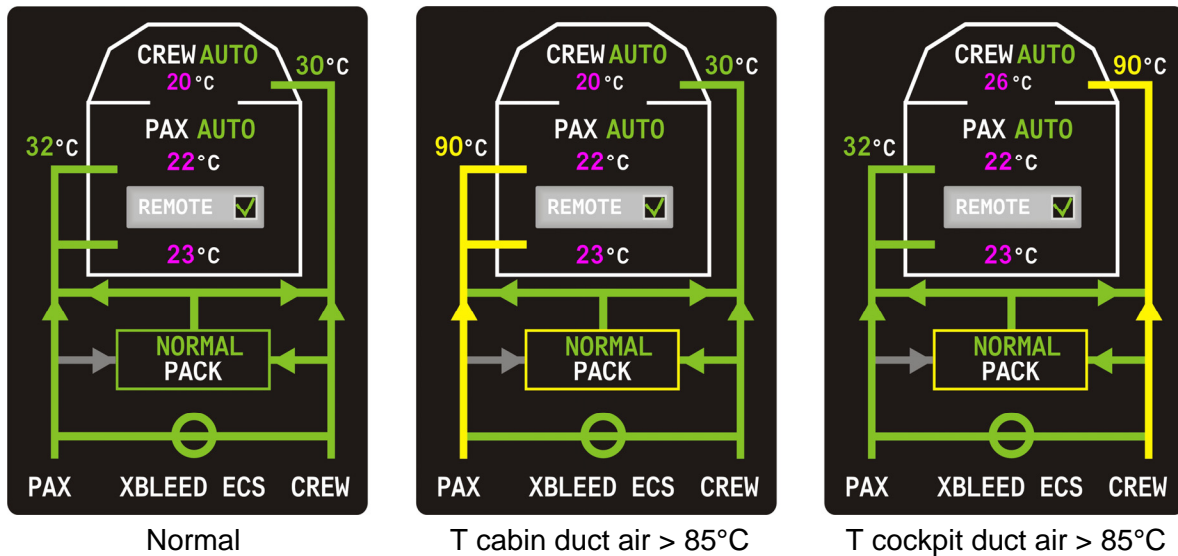 CREW AUTO
20°C
30°C
PAX AUTO
32°C
22°C
REMOTE
23°C
NORMAL
PACK
PAX XBLEED ECS CREW
Normal
CREW AUTO
20°C
30°C
PAX AUTO
90°C
22°C
REMOTE
23°C
NORMAL
PACK
PAX XBLEED ECS CREW
T cabin duct air > 85°C
CREW AUTO
26°C
90°C
PAX AUTO
32°C
22°C
REMOTE
23°C
NORMAL
PACK
PAX XBLEED ECS CREW
T cockpit duct air > 85°C